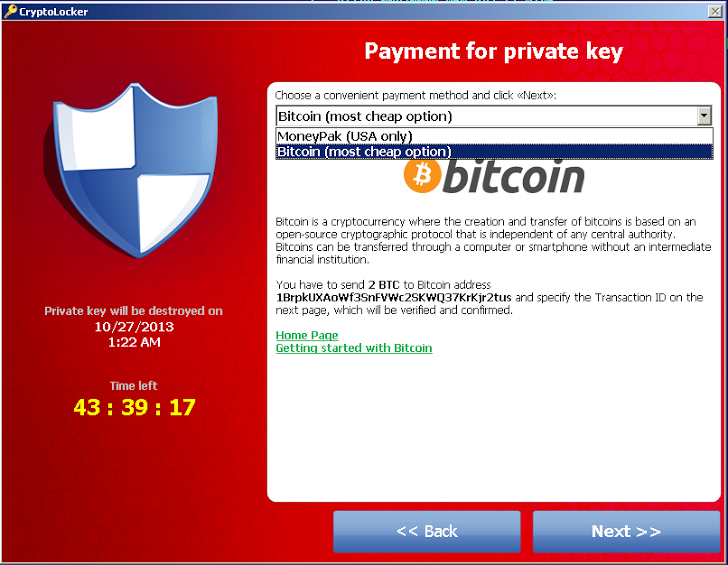 CryptoLocker
Payment for private key
Choose a convenient payment method and click «Next»:
Bitcoin (most cheap option)
MoneyPak (USA only)
Bitcoin (most cheap option)
bitcoin
Bitcoin is a cryptocurrency where the creation and transfer of bitcoins is based on an
open-source cryptographic protocol that is independent of any central authority.
Bitcoins can be transferred through a computer or smartphone without an intermediate
financial institution.
You have to send 2 BTC to Bitcoin address
1BrpkUXAoWf3SnFVWc2SKWQ37KrKjr2tus and specify the Transaction ID on the
next page, which will be verified and confirmed.
Home Page
Getting started with Bitcoin
Private key will be destroyed on
10/27/2013
1:22 AM
Time left
43 : 39 : 17
<< Back
Next >>